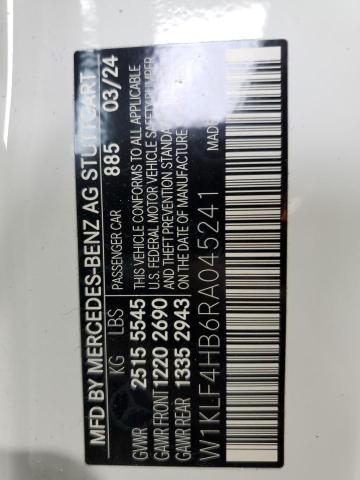 MFD BY MERCEDES-BENZ AG STUTTGART
KG LBS PASSENGER CAR 885 03/24
GVWR 2515 5545 THIS VEHICLE CONFORMS TO ALL APPLICABLE
GAWR FRONT 1220 2690 U.S. FEDERAL MOTOR VEHICLE SAFETY BUMPER
AND THEFT PREVENTION STANDA
GAWR REAR 1335 2943 ON THE DATE OF MANUFACTURE
W1KLF4HB6RA045241 MADE